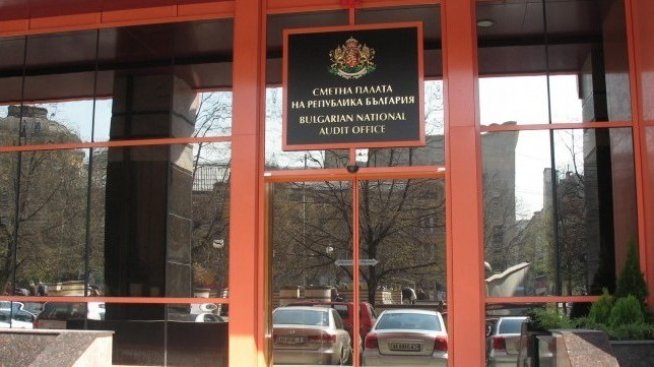 СМЕТНА ПАЛАТА
НА РЕПУБЛИКА БЪЛГАРИЯ
BULGARIAN NATIONAL
AUDIT OFFICE